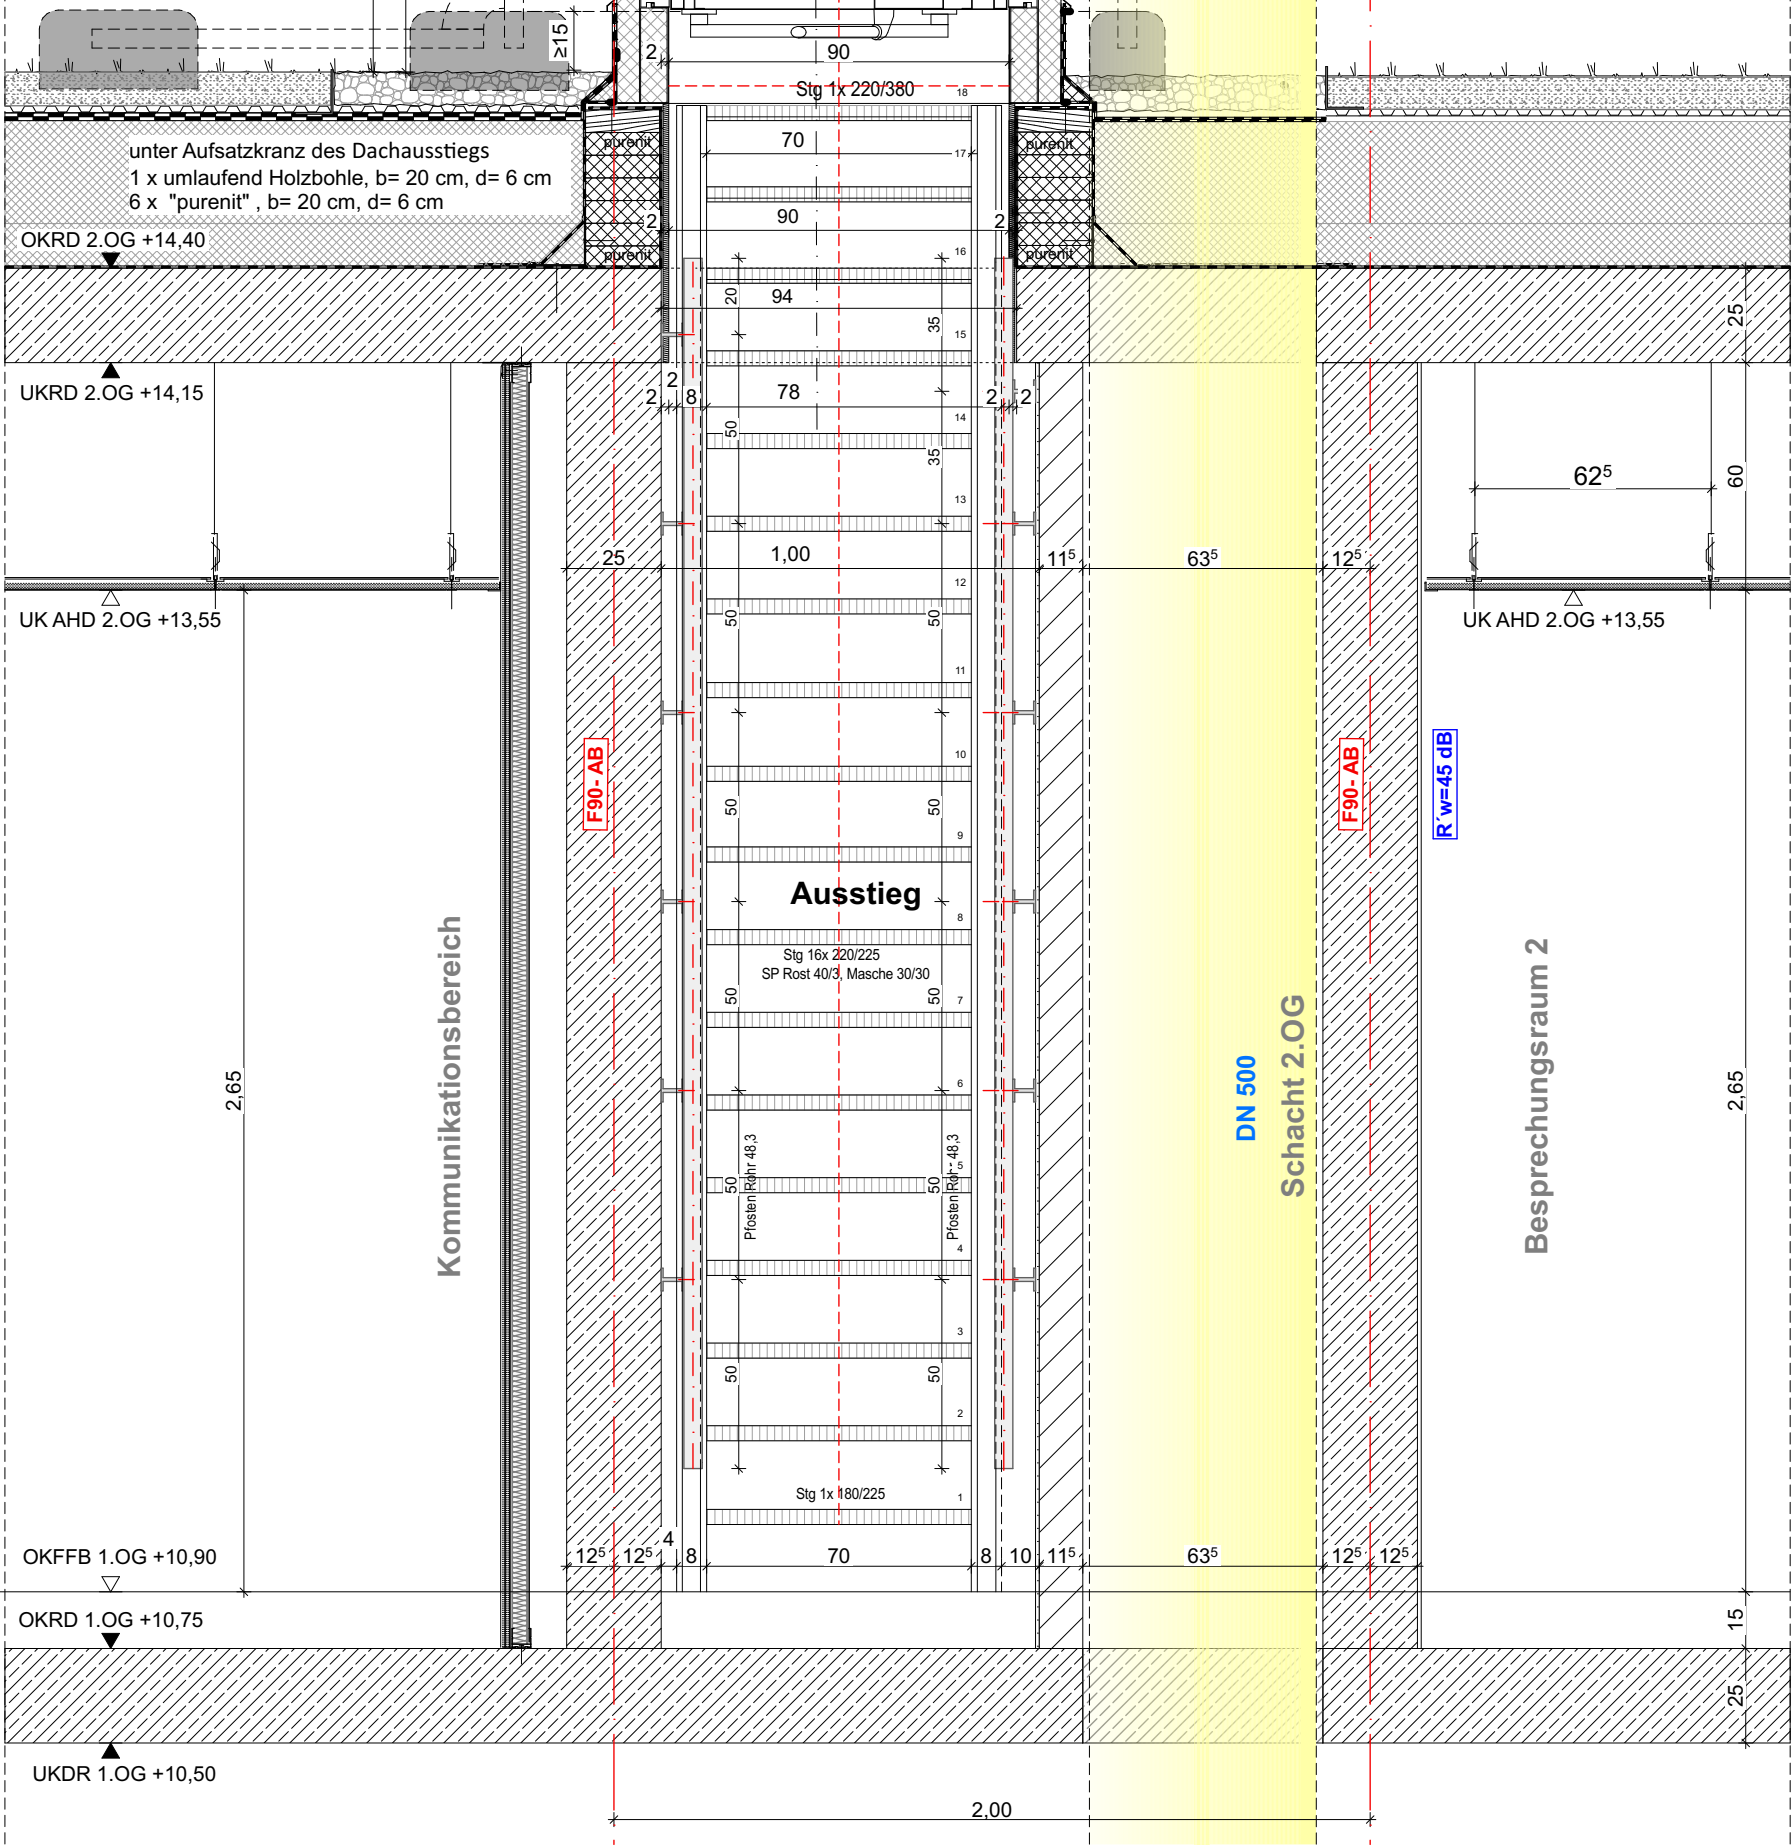 ≥15
2
90
Stg 1x 220/380
18
purenit
70
purenit
17
unter Aufsatzkranz des Dachausstiegs
1 x umlaufend Holzbohle, b= 20 cm, d= 6 cm
6 x "purenit" , b= 20 cm, d= 6 cm
2
90
2
OKRD 2.OG +14,40
purenit
purenit
16
20
94
35
15
25
UKRD 2.OG +14,15
2
2
8
78
2
2
14
50
35
62⁵
60
13
25
1,00
11⁵
63⁵
12⁵
12
UK AHD 2.OG +13,55
50
50
UK AHD 2.OG +13,55
11
10
F90- AB
F90- AB
R´w=45 dB
50
50
9
Ausstieg
8
Stg 16x 220/225
SP Rost 40/3, Masche 30/30
Kommunikationsbereich
50
50
7
Schacht 2.OG
DN 500
Besprechungsraum 2
2,65
6
2,65
Pfosten Rohr 48,3
Pfosten Rohr 48,3
50
50
5
4
3
50
50
2
Stg 1x 180/225
1
OKFFB 1.OG +10,90
12⁵
12⁵
4
8
70
8
10
11⁵
63⁵
12⁵
12⁵
OKRD 1.OG +10,75
15
25
UKDR 1.OG +10,50
2,00